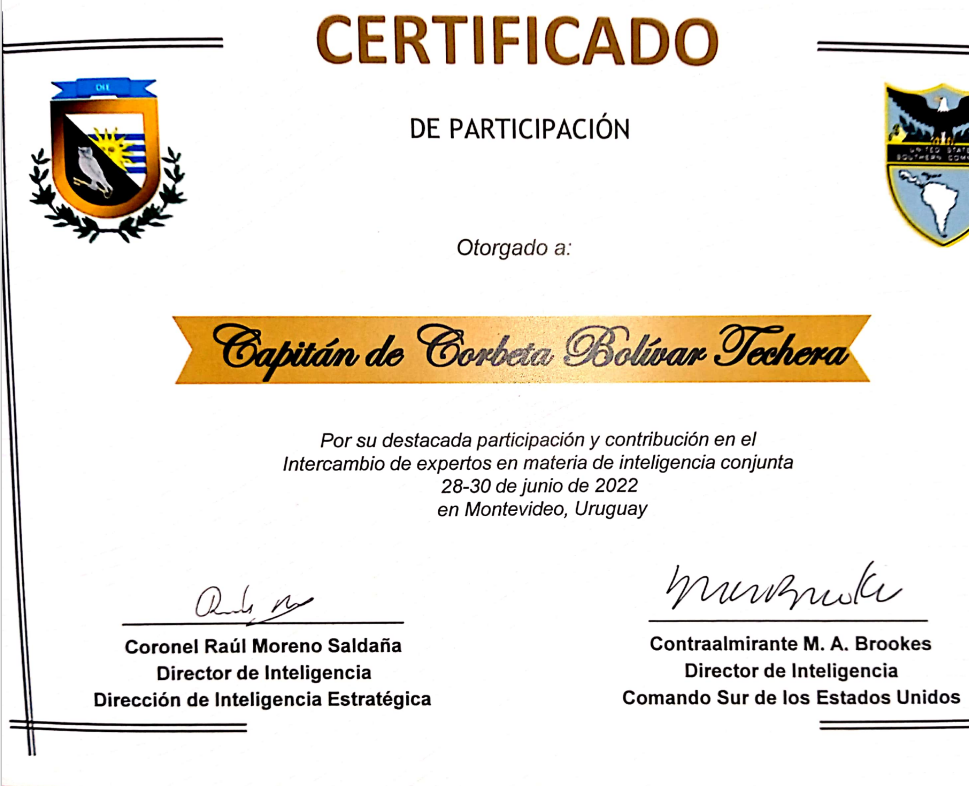 CERTIFICADO
DE PARTICIPACIÓN
DIE
UNITED STATE
SOUTHERN COMM
Otorgado a:
Capitán de Corbeta Bolívar Techera
Por su destacada participación y contribución en el
Intercambio de expertos en materia de inteligencia conjunta
28-30 de junio de 2022
en Montevideo, Uruguay
Coronel Raúl Moreno Saldaña
Director de Inteligencia
Dirección de Inteligencia Estratégica
Contraalmirante M. A. Brookes
Director de Inteligencia
Comando Sur de los Estados Unidos